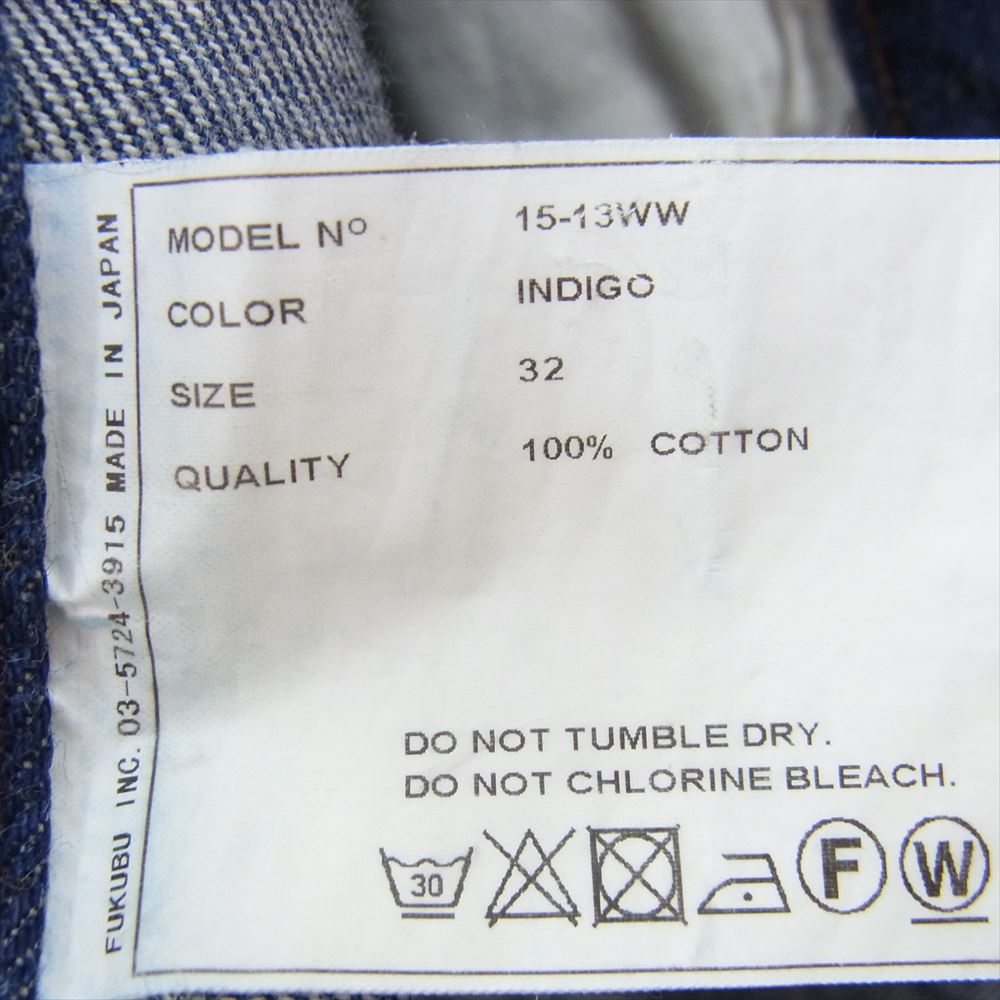 MODEL Nº 15-13WW
COLOR INDIGO
SIZE 32
QUALITY 100% COTTON
DO NOT TUMBLE DRY.
DO NOT CHLORINE BLEACH.
30 F W
FUKUBU INC. 03-5724-3915 MADE IN JAPAN